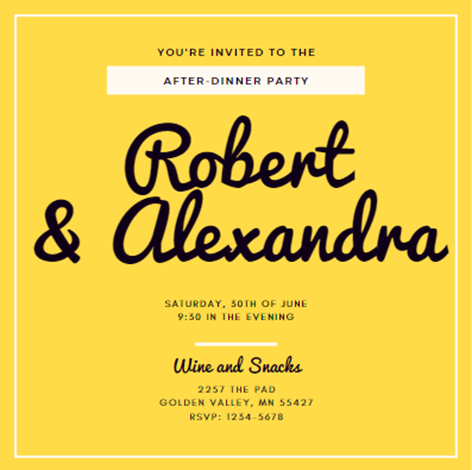 YOU'RE INVITED TO THE
AFTER-DINNER PARTY
Robert
& Alexandra
SATURDAY, 30TH OF JUNE
9:30 IN THE EVENING
Wine and Snacks
2257 THE PAD
GOLDEN VALLEY, MN 55427
RSVP: 1234-5678